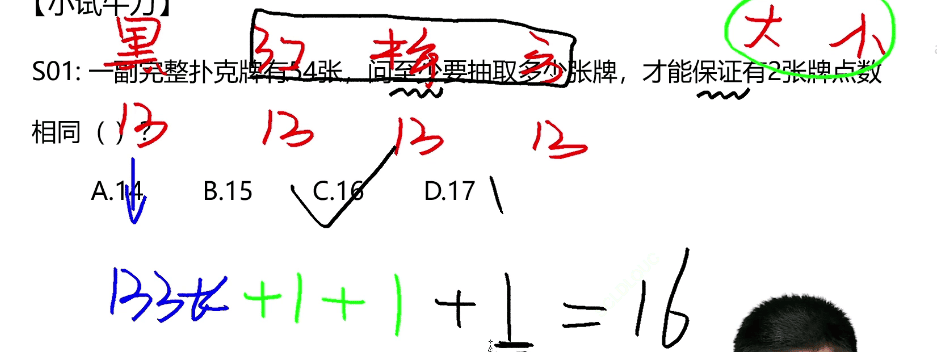 【小试牛刀】
黑 红 梅 方 大 小
S01: 一副完整扑克牌有54张，问至少要抽取多少张牌，才能保证有2张牌点数
相同（ ）？
13 13 13 13
A.14 B.15 C.16 D.17
13张 +1+1+1=16